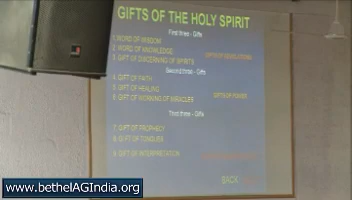 GIFTS OF THE HOLY SPIRIT
First three - Gifts
1. WORD OF WISDOM
2. WORD OF KNOWLEDGE
3. GIFT OF DISCERNING OF SPIRITS
Second three - Gifts
4. GIFT OF FAITH
5. GIFT OF HEALING
GIFTS OF POWER
6. GIFT OF WORKING OF MIRACLES
Third three - Gifts
7. GIFT OF PROPHECY
8. GIFT OF TONGUES
9. GIFT OF INTERPRETATION
BACK
www.bethelAGIndia.org